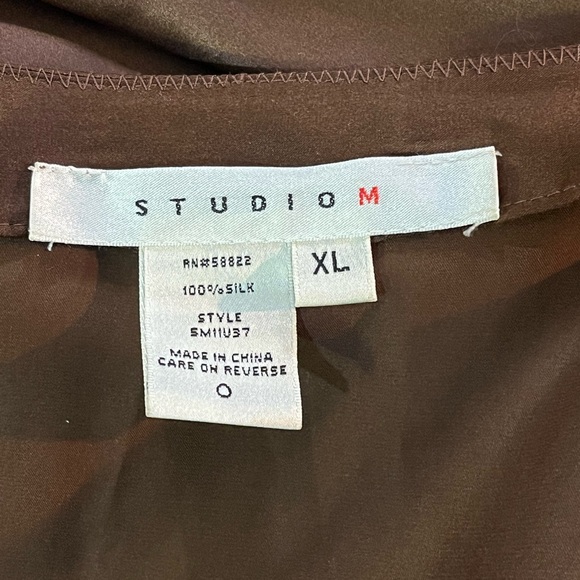 STUDIO M
XL
RN#58822
100%SILK
STYLE
SM11U37
MADE IN CHINA
CARE ON REVERSE
O